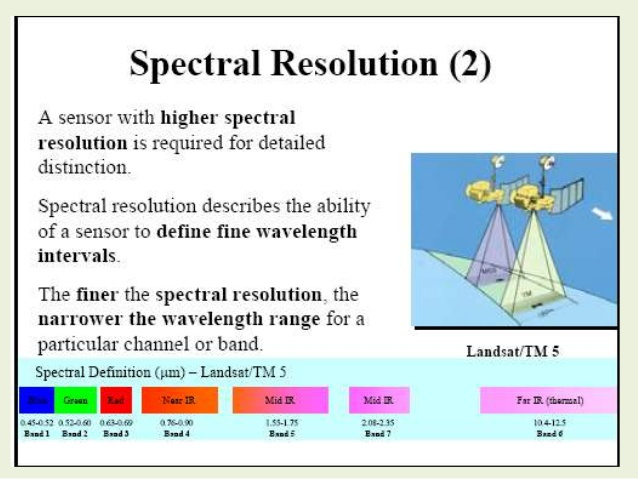 Spectral Resolution (2)
A sensor with higher spectral
resolution is required for detailed
distinction.
Spectral resolution describes the ability
of a sensor to define fine wavelength
intervals.
The finer the spectral resolution, the
narrower the wavelength range for a
particular channel or band.
MSS
TM
185km
Landsat/TM 5
Spectral Definition (μm) – Landsat/TM 5
Blue Green Red Near IR Mid IR Mid IR Far IR (thermal)
0.45-0.52 0.52-0.60 0.63-0.69 0.76-0.90 1.55-1.75 2.08-2.35 10.4-12.5
Band 1 Band 2 Band 3 Band 4 Band 5 Band 7 Band 6